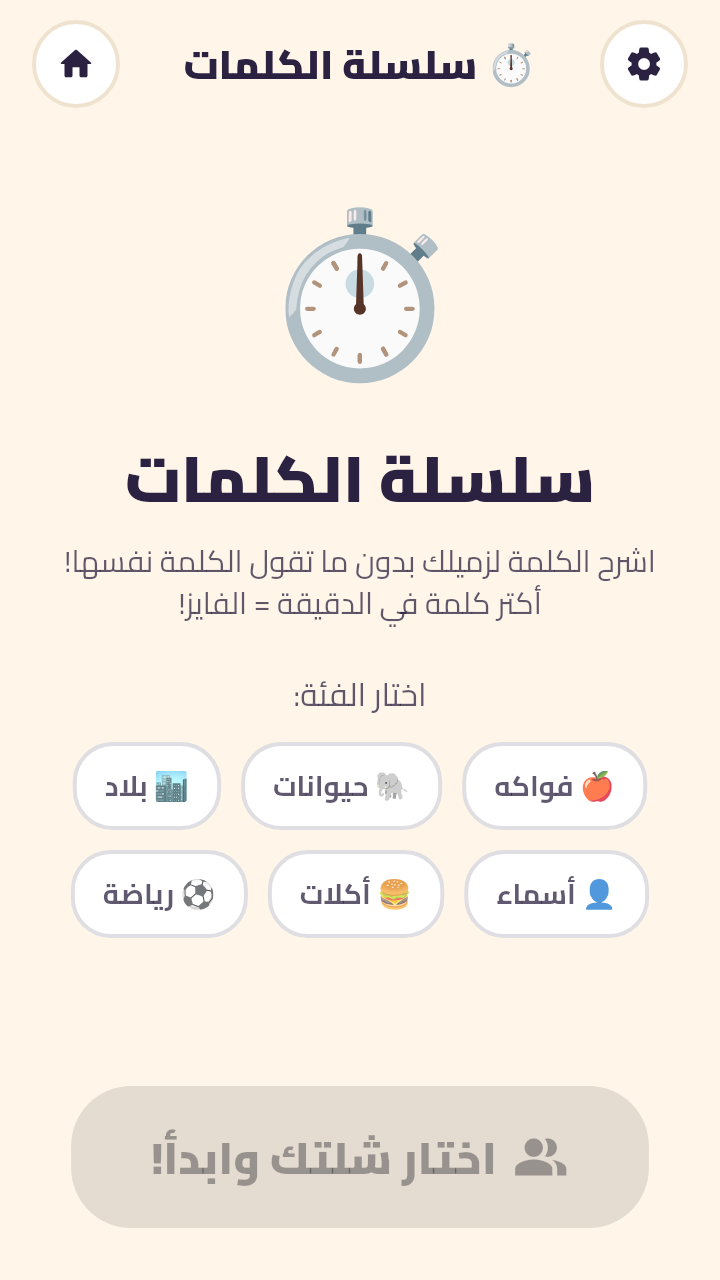 ⏱️ سلسلة الكلمات
سلسلة الكلمات
اشرح الكلمة لزميلك بدون ما تقول الكلمة نفسها!
أكتر كلمة في الدقيقة = الفايز!
اختار الفئة:
🍎 فواكه
🐘 حيوانات
🏙️ بلاد
👤 أسماء
🍔 أكلات
⚽ رياضة
اختار شلتك وابدأ!